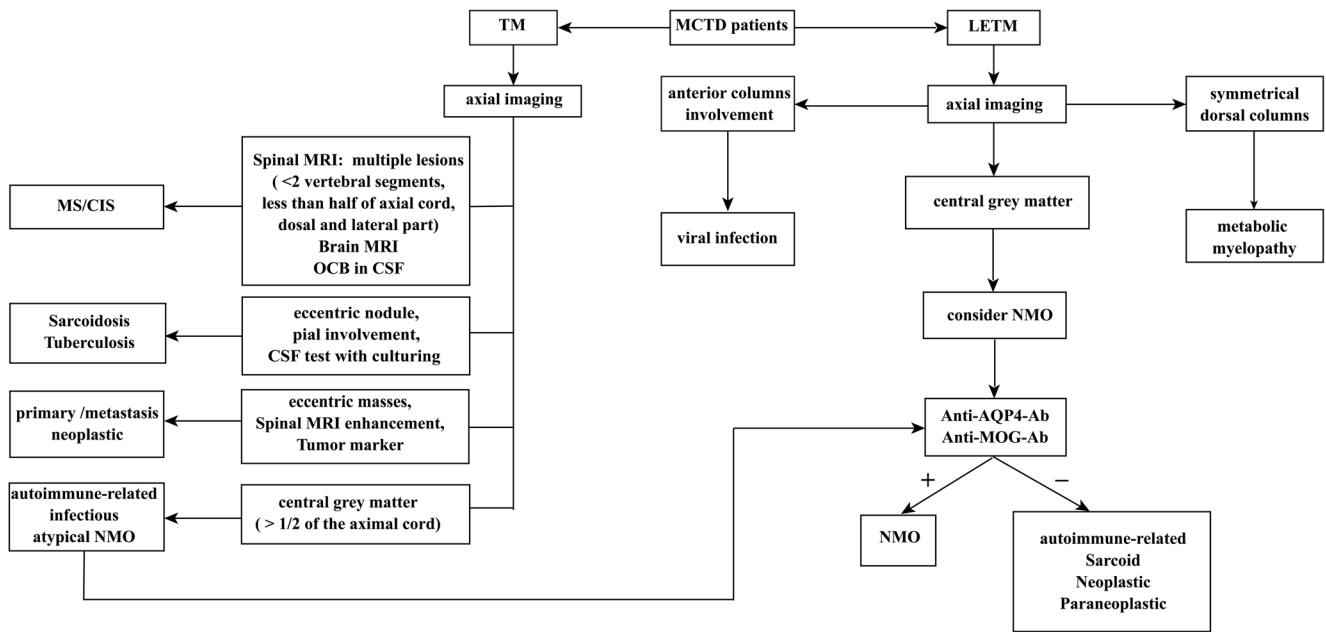 TM
MCTD patients
LETM
axial imaging
Spinal MRI: multiple lesions
( <2 vertebral segments,
less than half of axial cord,
dosal and lateral part)
Brain MRI
OCB in CSF
MS/CIS
eccentric nodule,
pial involvement,
CSF test with culturing
Sarcoidosis
Tuberculosis
eccentric masses,
Spinal MRI enhancement,
Tumor marker
primary /metastasis
neoplastic
central grey matter
( > 1/2 of the aximal cord)
autoimmune-related
infectious
atypical NMO
anterior columns
involvement
axial imaging
symmetrical
dorsal columns
viral infection
central grey matter
metabolic
myelopathy
consider NMO
Anti-AQP4-Ab
Anti-MOG-Ab
+
−
NMO
autoimmune-related
Sarcoid
Neoplastic
Paraneoplastic